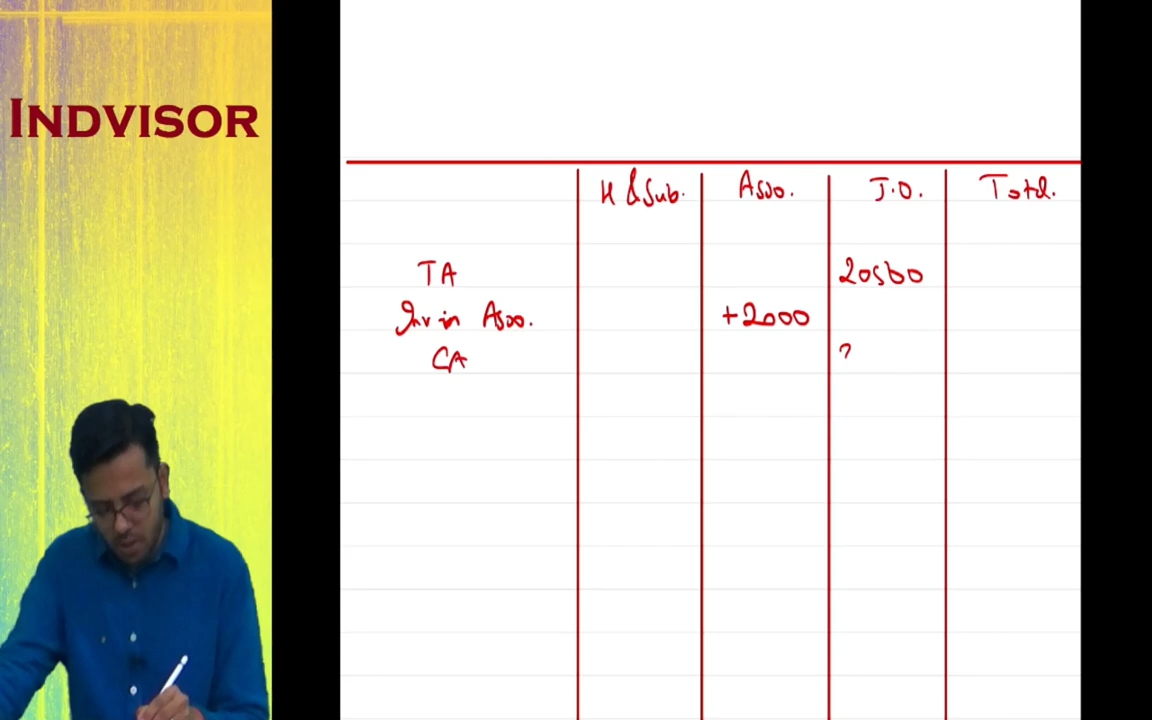 INDVISOR
H & Sub. Asso. J.O. Total.
TA 20500
Inv in Asso. +2000
CA ?